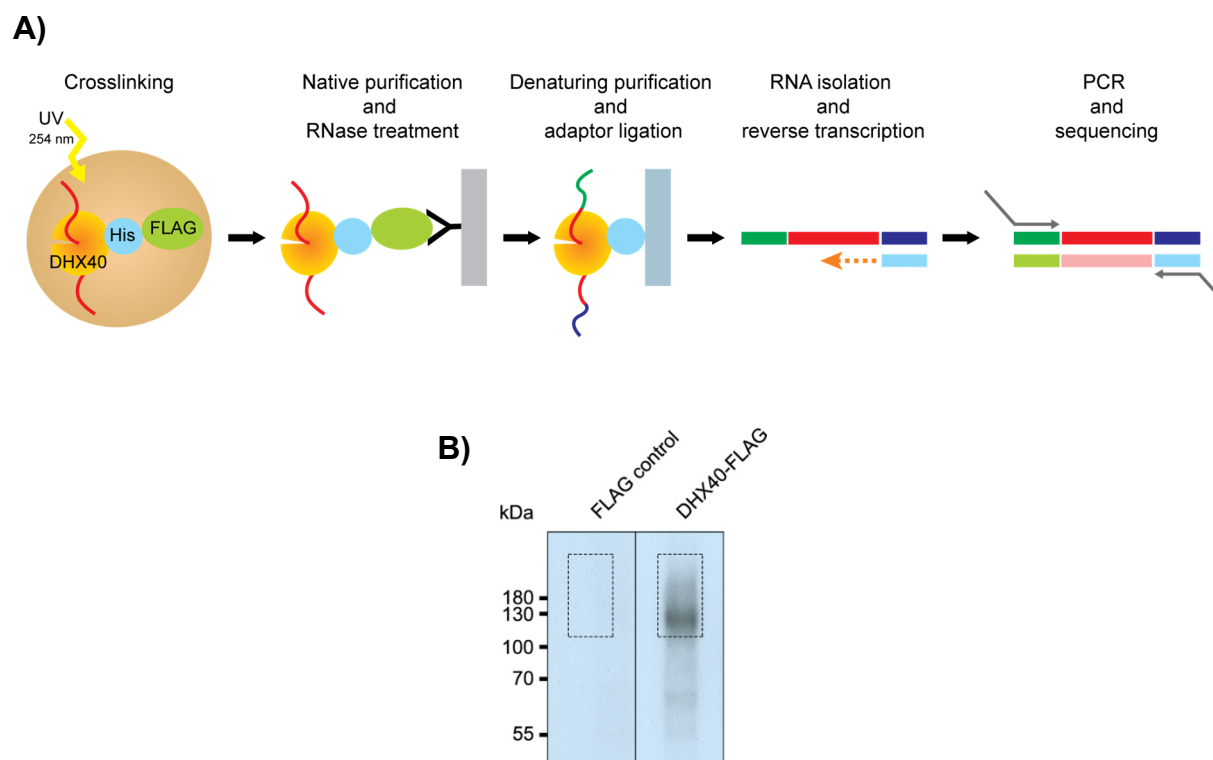 A)
Crosslinking
UV
254 nm
His
FLAG
DHX40
Native purification
and
RNase treatment
Denaturing purification
and
adaptor ligation
RNA isolation
and
reverse transcription
PCR
and
sequencing
B)
kDa
FLAG control
DHX40-FLAG
180
130
100
70
55